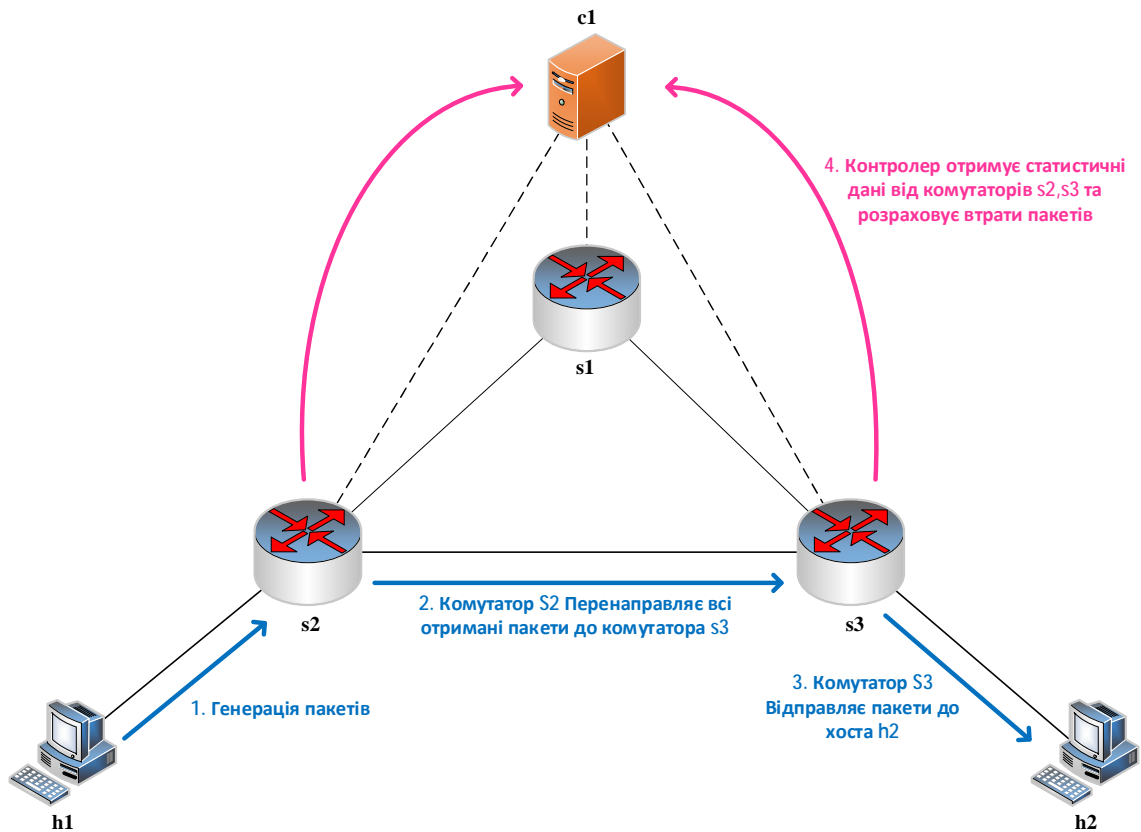 c1
4. Контролер отримує статистичні
дані від комутаторів s2,s3 та
розраховує втрати пакетів
s1
2. Комутатор S2 Перенаправляє всі
отримані пакети до комутатора s3
s2
s3
1. Генерація пакетів
3. Комутатор S3
Відправляє пакети до
хоста h2
h1
h2